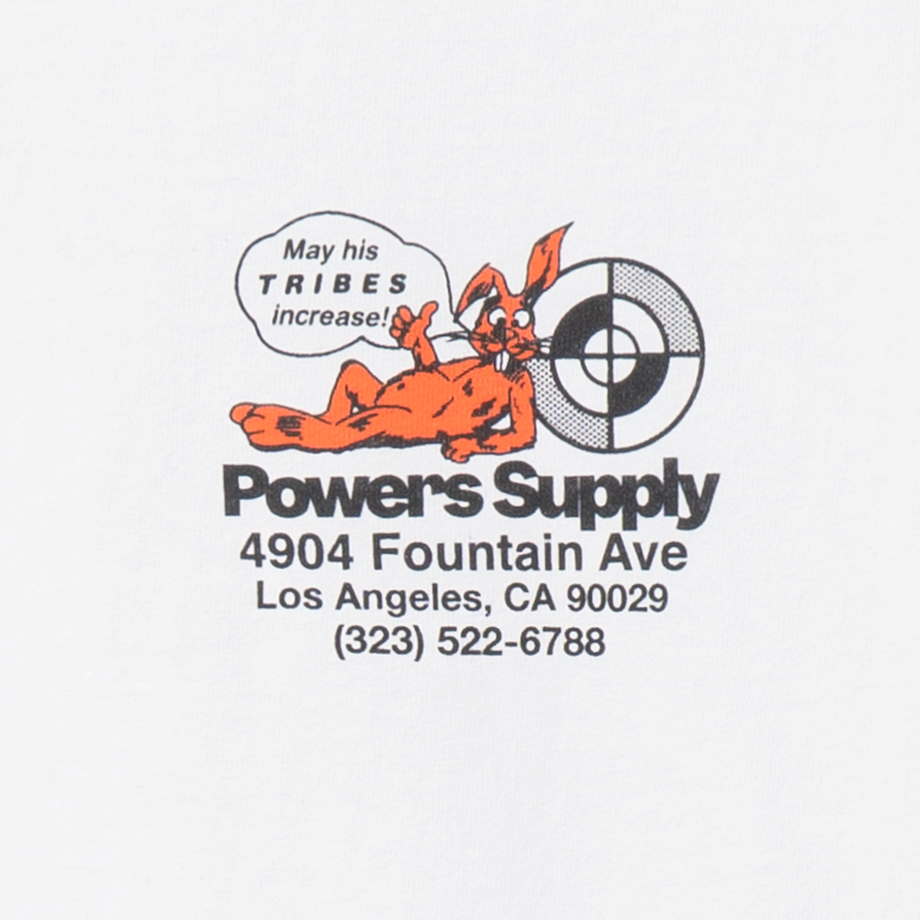 May his
TRIBES
increase!
Powers Supply
4904 Fountain Ave
Los Angeles, CA 90029
(323) 522-6788